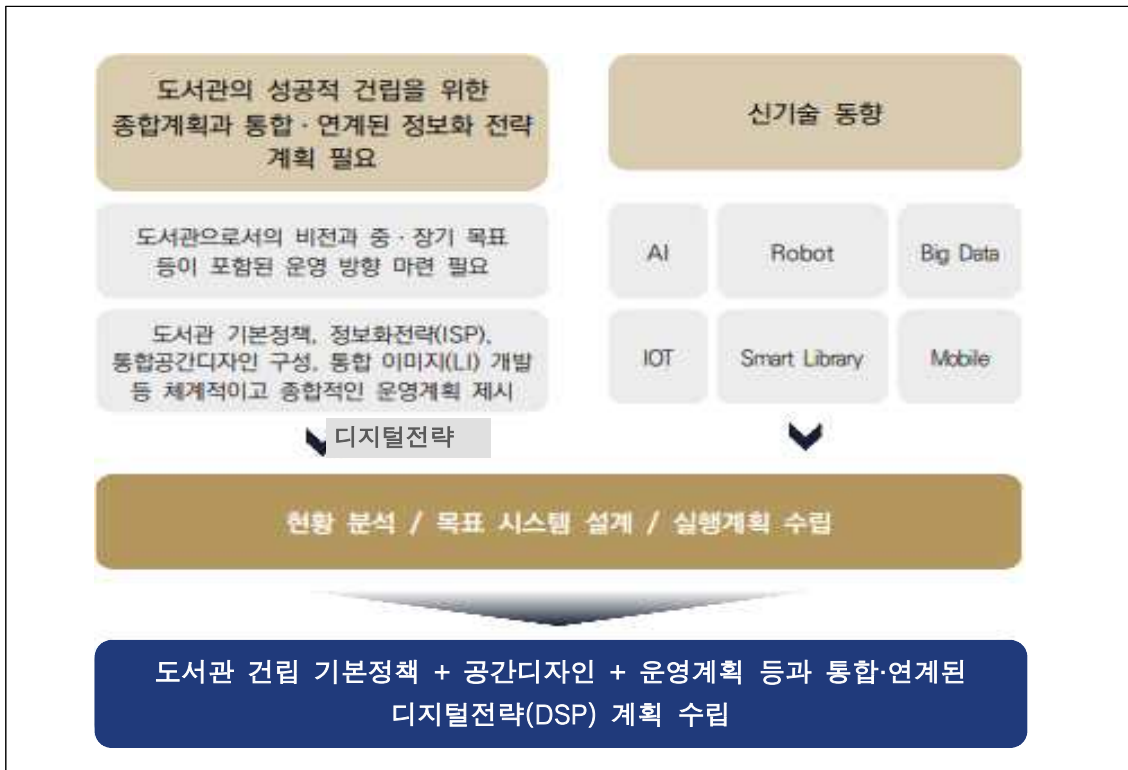 도서관의 성공적 건립을 위한
종합계획과 통합 · 연계된 정보화 전략
계획 필요
신기술 동향
도서관으로서의 비전과 중 · 장기 목표
등이 포함된 운영 방향 마련 필요
AI
Robot
Big Data
도서관 기본정책, 정보화전략(ISP),
통합공간디자인 구성, 통합 이미지(LI) 개발
등 체계적이고 종합적인 운영계획 제시
IOT
Smart Library
Mobile
디지털전략
현황 분석 / 목표 시스템 설계 / 실행계획 수립
도서관 건립 기본정책 + 공간디자인 + 운영계획 등과 통합·연계된
디지털전략(DSP) 계획 수립